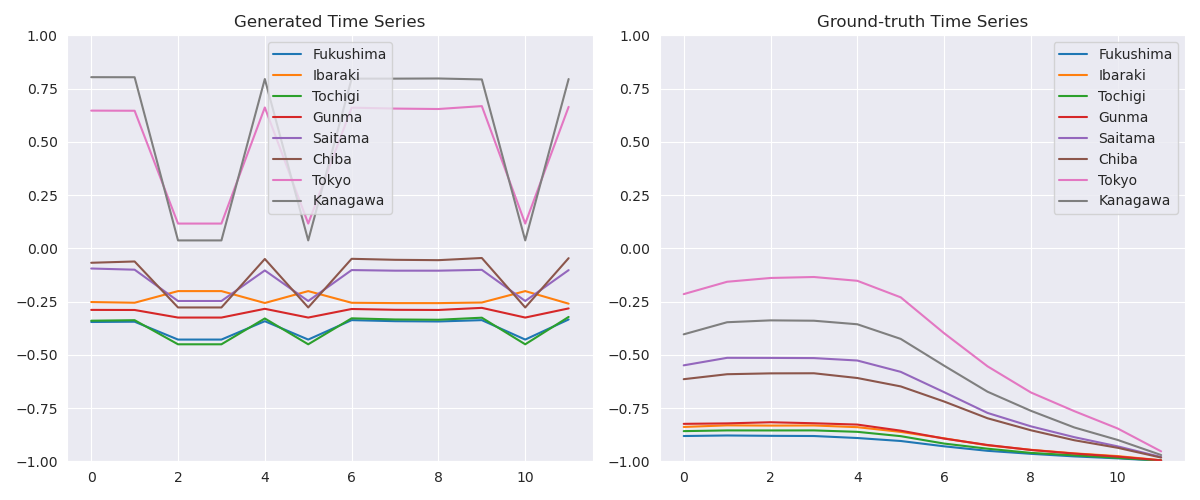 Generated Time Series
1.00
0.75
0.50
0.25
0.00
−0.25
−0.50
−0.75
−1.00
0 2 4 6 8 10
Fukushima
Ibaraki
Tochigi
Gunma
Saitama
Chiba
Tokyo
Kanagawa
Ground-truth Time Series
1.00
0.75
0.50
0.25
0.00
−0.25
−0.50
−0.75
−1.00
0 2 4 6 8 10
Fukushima
Ibaraki
Tochigi
Gunma
Saitama
Chiba
Tokyo
Kanagawa